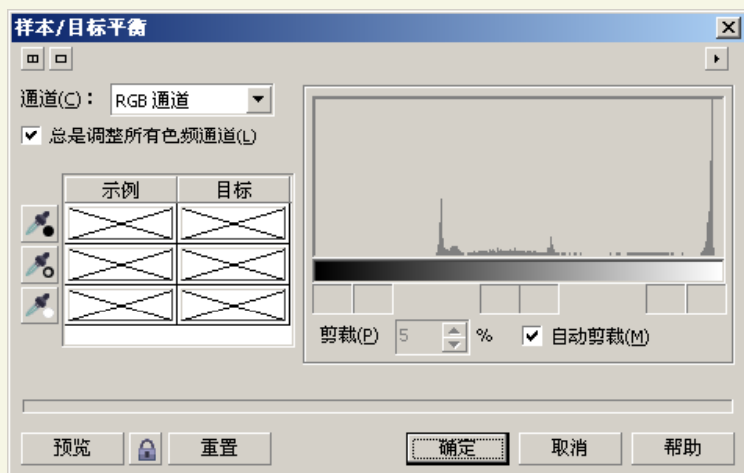 样本/目标平衡
通道(C)： RGB 通道
总是调整所有色频通道(L)
示例 目标
剪裁(P) 5 % 自动剪裁(M)
预览 重置 确定 取消 帮助